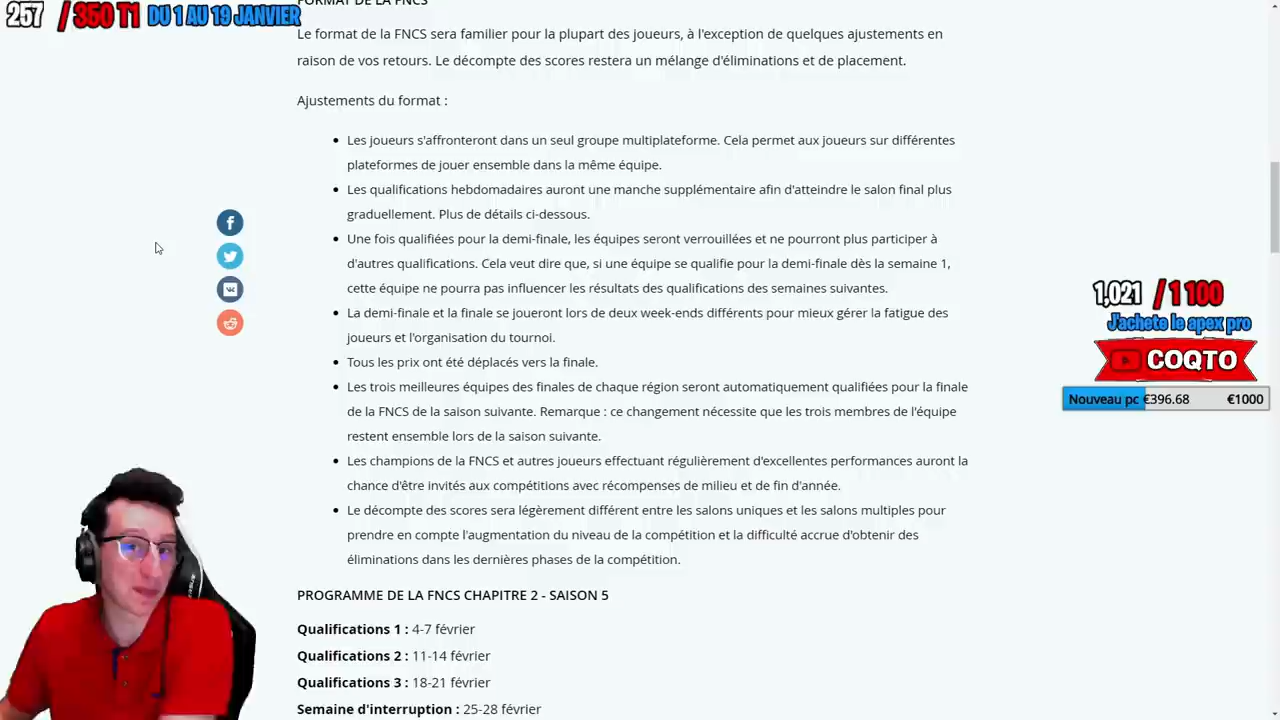 FORMAT DE LA FNCS
257 / 350 T1 DU 1 AU 19 JANVIER
Le format de la FNCS sera familier pour la plupart des joueurs, à l'exception de quelques ajustements en
raison de vos retours. Le décompte des scores restera un mélange d'éliminations et de placement.
Ajustements du format :
Les joueurs s'affronteront dans un seul groupe multiplateforme. Cela permet aux joueurs sur différentes
plateformes de jouer ensemble dans la même équipe.
Les qualifications hebdomadaires auront une manche supplémentaire afin d'atteindre le salon final plus
graduellement. Plus de détails ci-dessous.
Une fois qualifiées pour la demi-finale, les équipes seront verrouillées et ne pourront plus participer à
d'autres qualifications. Cela veut dire que, si une équipe se qualifie pour la demi-finale dès la semaine 1,
cette équipe ne pourra pas influencer les résultats des qualifications des semaines suivantes.
La demi-finale et la finale se joueront lors de deux week-ends différents pour mieux gérer la fatigue des
joueurs et l'organisation du tournoi.
Tous les prix ont été déplacés vers la finale.
Les trois meilleures équipes des finales de chaque région seront automatiquement qualifiées pour la finale
de la FNCS de la saison suivante. Remarque : ce changement nécessite que les trois membres de l'équipe
restent ensemble lors de la saison suivante.
Les champions de la FNCS et autres joueurs effectuant régulièrement d'excellentes performances auront la
chance d'être invités aux compétitions avec récompenses de milieu et de fin d'année.
Le décompte des scores sera légèrement différent entre les salons uniques et les salons multiples pour
prendre en compte l'augmentation du niveau de la compétition et la difficulté accrue d'obtenir des
éliminations dans les dernières phases de la compétition.
PROGRAMME DE LA FNCS CHAPITRE 2 - SAISON 5
Qualifications 1 : 4-7 février
Qualifications 2 : 11-14 février
Qualifications 3 : 18-21 février
Semaine d'interruption : 25-28 février
1,021 / 1 100
J'achete le apex pro
COQTO
Nouveau pc €396.68 €1000